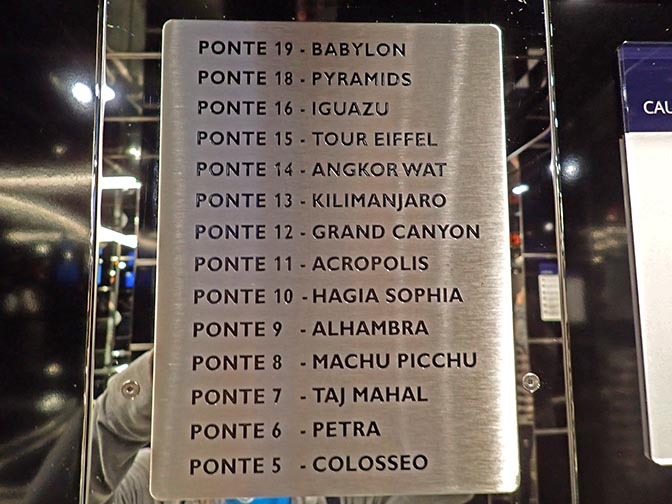 PONTE 19 - BABYLON
PONTE 18 - PYRAMIDS
PONTE 16 - IGUAZU
PONTE 15 - TOUR EIFFEL
PONTE 14 - ANGKOR WAT
PONTE 13 - KILIMANJARO
PONTE 12 - GRAND CANYON
PONTE 11 - ACROPOLIS
PONTE 10 - HAGIA SOPHIA
PONTE 9 - ALHAMBRA
PONTE 8 - MACHU PICCHU
PONTE 7 - TAJ MAHAL
PONTE 6 - PETRA
PONTE 5 - COLOSSEO